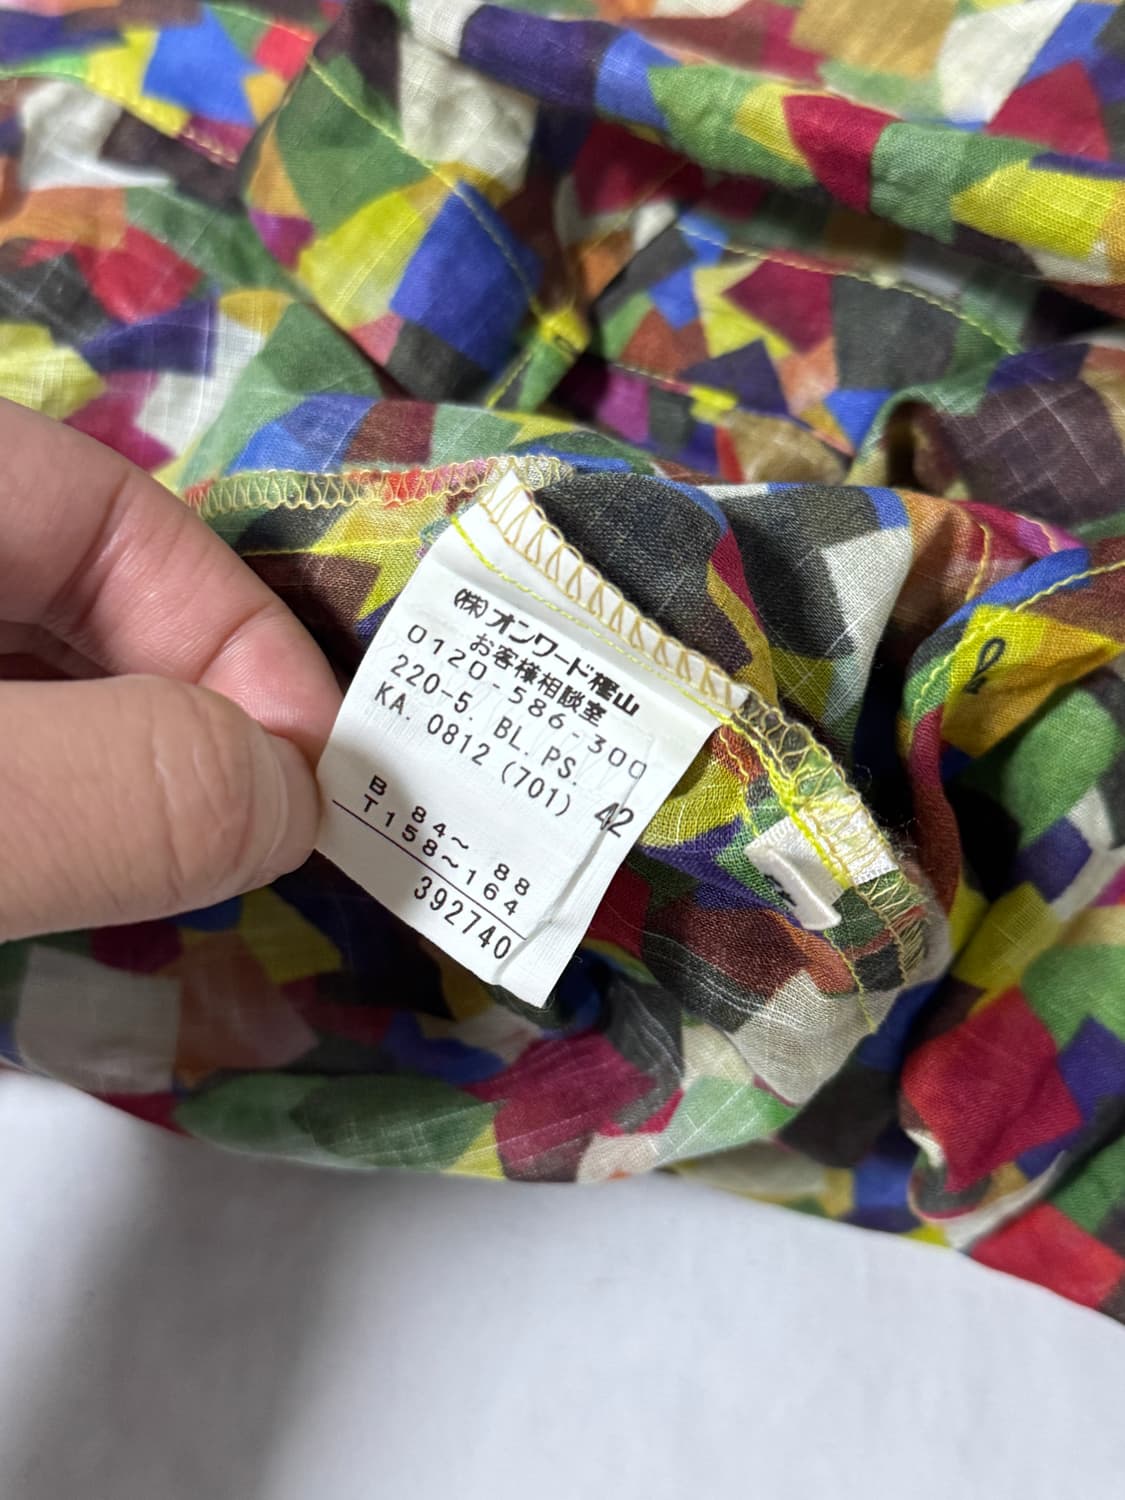 (株)オンワード樫山
お客様相談室
0120-586-300
220-5. BL. PS.
KA. 0812 (701) 42
B 84~ 88
T158~164
392740